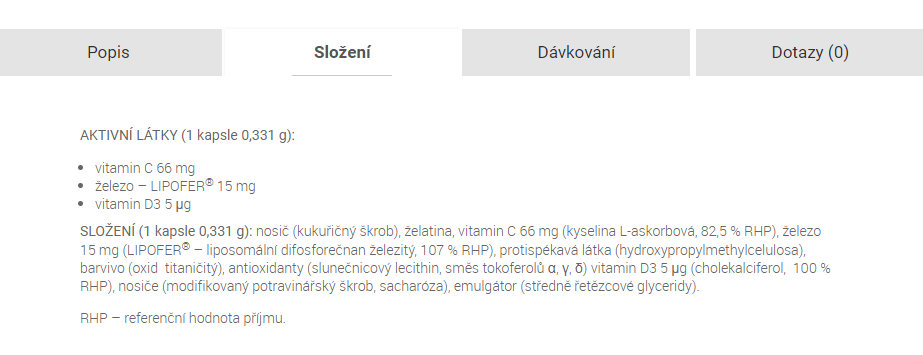 Popis
Složení
Dávkování
Dotazy (0)
AKTIVNÍ LÁTKY (1 kapsle 0,331 g):
• vitamin C 66 mg
• železo – LIPOFER® 15 mg
• vitamin D3 5 µg
SLOŽENÍ (1 kapsle 0,331 g): nosič (kukuřičný škrob), želatina, vitamin C 66 mg (kyselina L-askorbová, 82,5 % RHP), železo
15 mg (LIPOFER® – liposomální difosforečnan železitý, 107 % RHP), protispékavá látka (hydroxypropylmethylcelulosa),
barvivo (oxid titaničitý), antioxidanty (slunečnicový lecithin, směs tokoferolů α, γ, δ) vitamin D3 5 µg (cholekalciferol, 100 %
RHP), nosiče (modifikovaný potravinářský škrob, sacharóza), emulgátor (středně řetězcové glyceridy).
RHP – referenční hodnota příjmu.